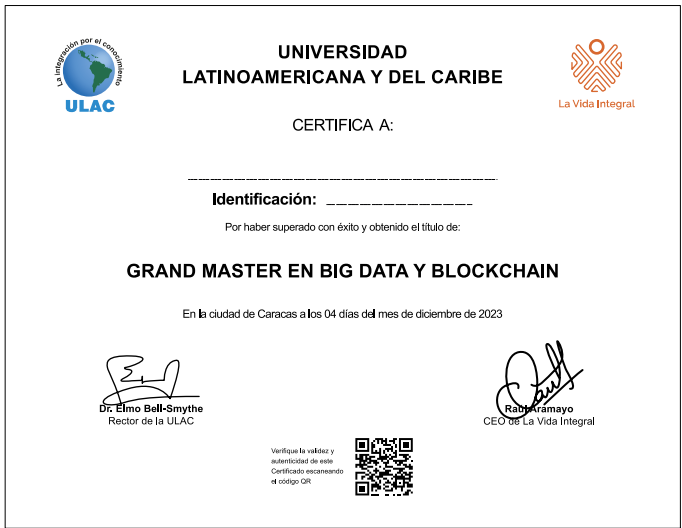 La Integración por el Conocimiento
ULAC
UNIVERSIDAD
LATINOAMERICANA Y DEL CARIBE
La Vida Integral
CERTIFICA A:
Identificación:
Por haber superado con éxito y obtenido el título de:
GRAND MASTER EN BIG DATA Y BLOCKCHAIN
En la ciudad de Caracas a los 04 días del mes de diciembre de 2023
Dr. Elmo Bell-Smythe
Rector de la ULAC
Raúl Aramayo
CEO de La Vida Integral
Verifique la validez y
autenticidad de este
Certificado escaneando
el código QR